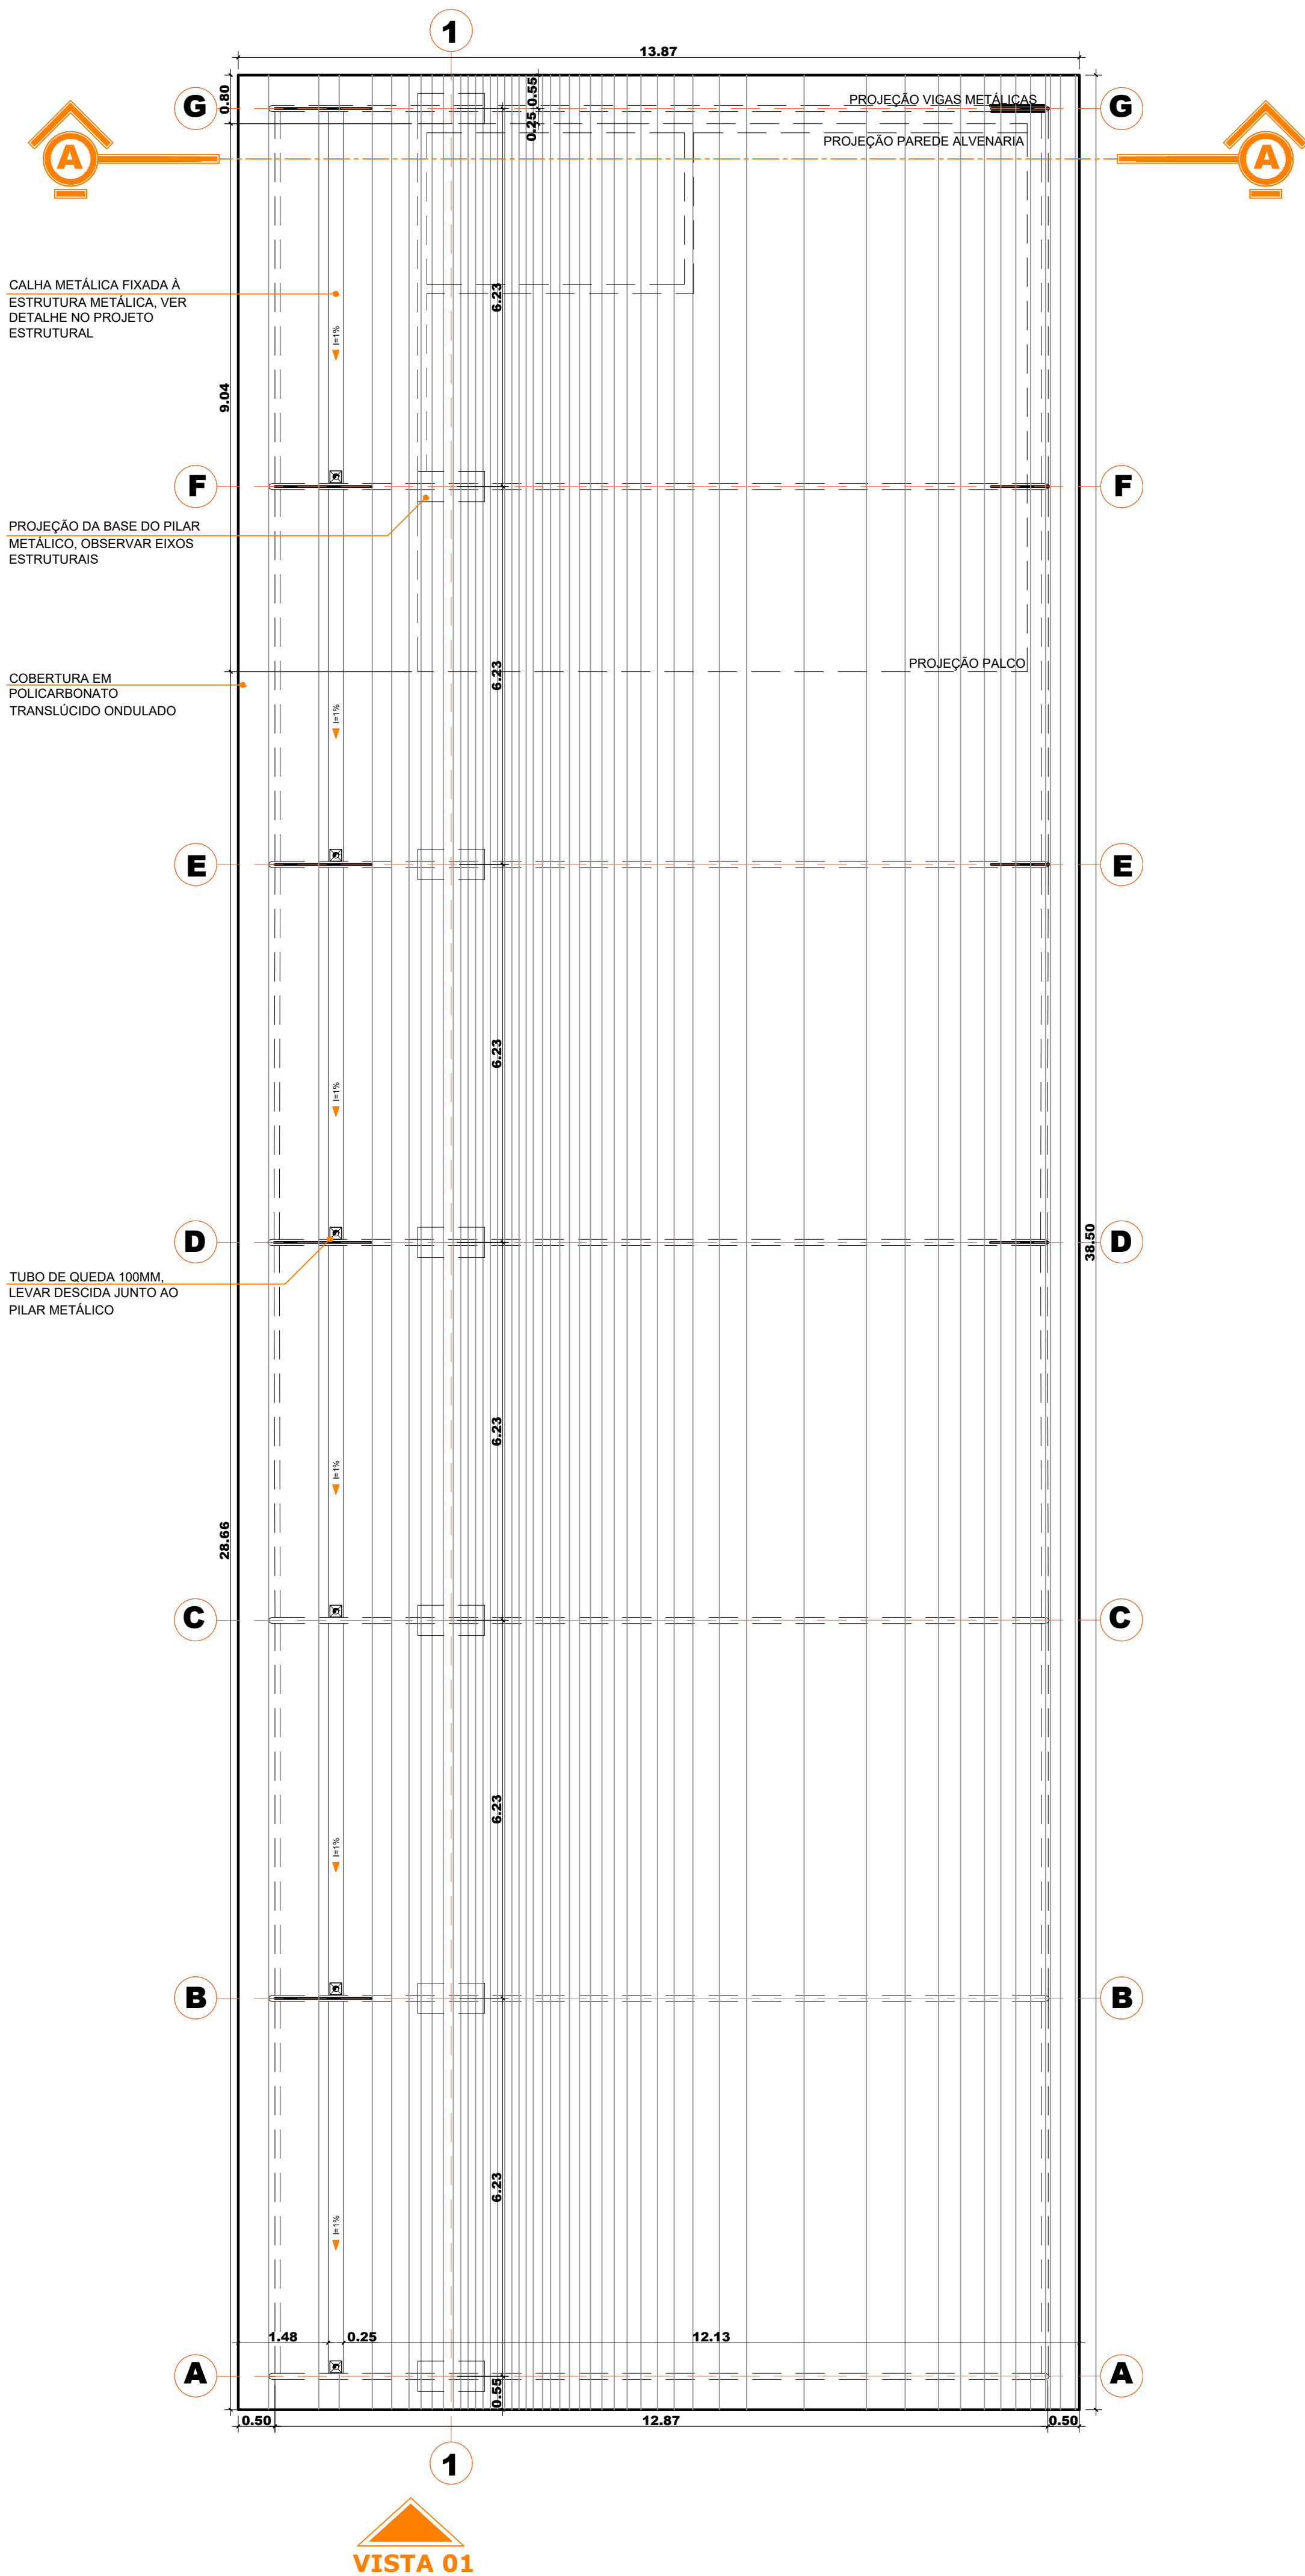 1
13.87
G
0.80
0.55
0.25
PROJEÇÃO VIGAS METÁLICAS
G
PROJEÇÃO PAREDE ALVENARIA
A
A
CALHA METÁLICA FIXADA À
ESTRUTURA METÁLICA, VER
DETALHE NO PROJETO
ESTRUTURAL
6.23
I=1%
9.04
F
F
PROJEÇÃO DA BASE DO PILAR
METÁLICO, OBSERVAR EIXOS
ESTRUTURAIS
6.23
PROJEÇÃO PALCO
COBERTURA EM
POLICARBONATO
TRANSLÚCIDO ONDULADO
I=1%
E
E
6.23
I=1%
D
D
38.50
TUBO DE QUEDA 100MM,
LEVAR DESCIDA JUNTO AO
PILAR METÁLICO
6.23
I=1%
28.66
C
C
6.23
I=1%
B
B
6.23
I=1%
1.48
0.25
12.13
A
A
0.55
0.50
12.87
0.50
1
VISTA 01